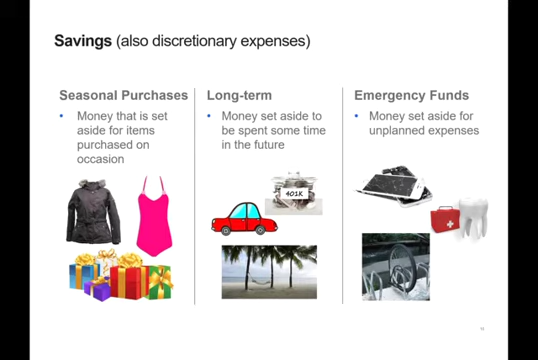 Savings (also discretionary expenses)
Seasonal Purchases
• Money that is set
aside for items
purchased on
occasion
Long-term
• Money set aside to
be spent some time
in the future
401K
Emergency Funds
• Money set aside for
unplanned expenses
11